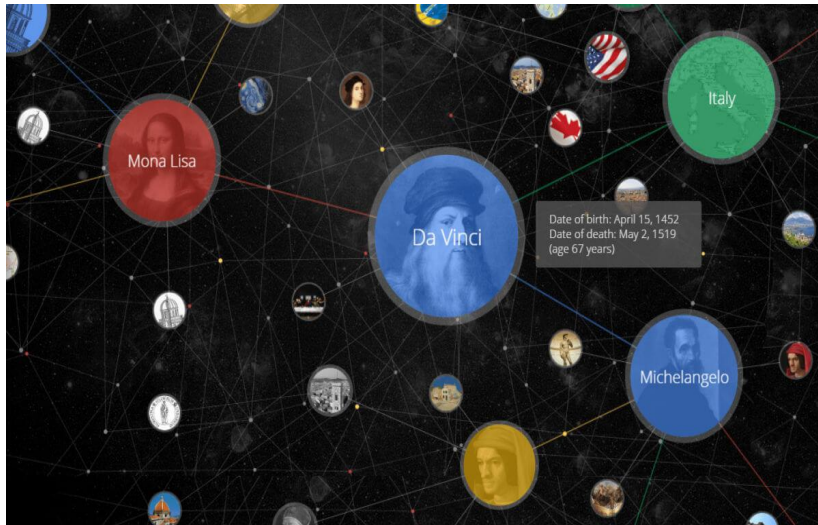 Italy
Mona Lisa
Da Vinci
Date of birth: April 15, 1452
Date of death: May 2, 1519
(age 67 years)
Michelangelo